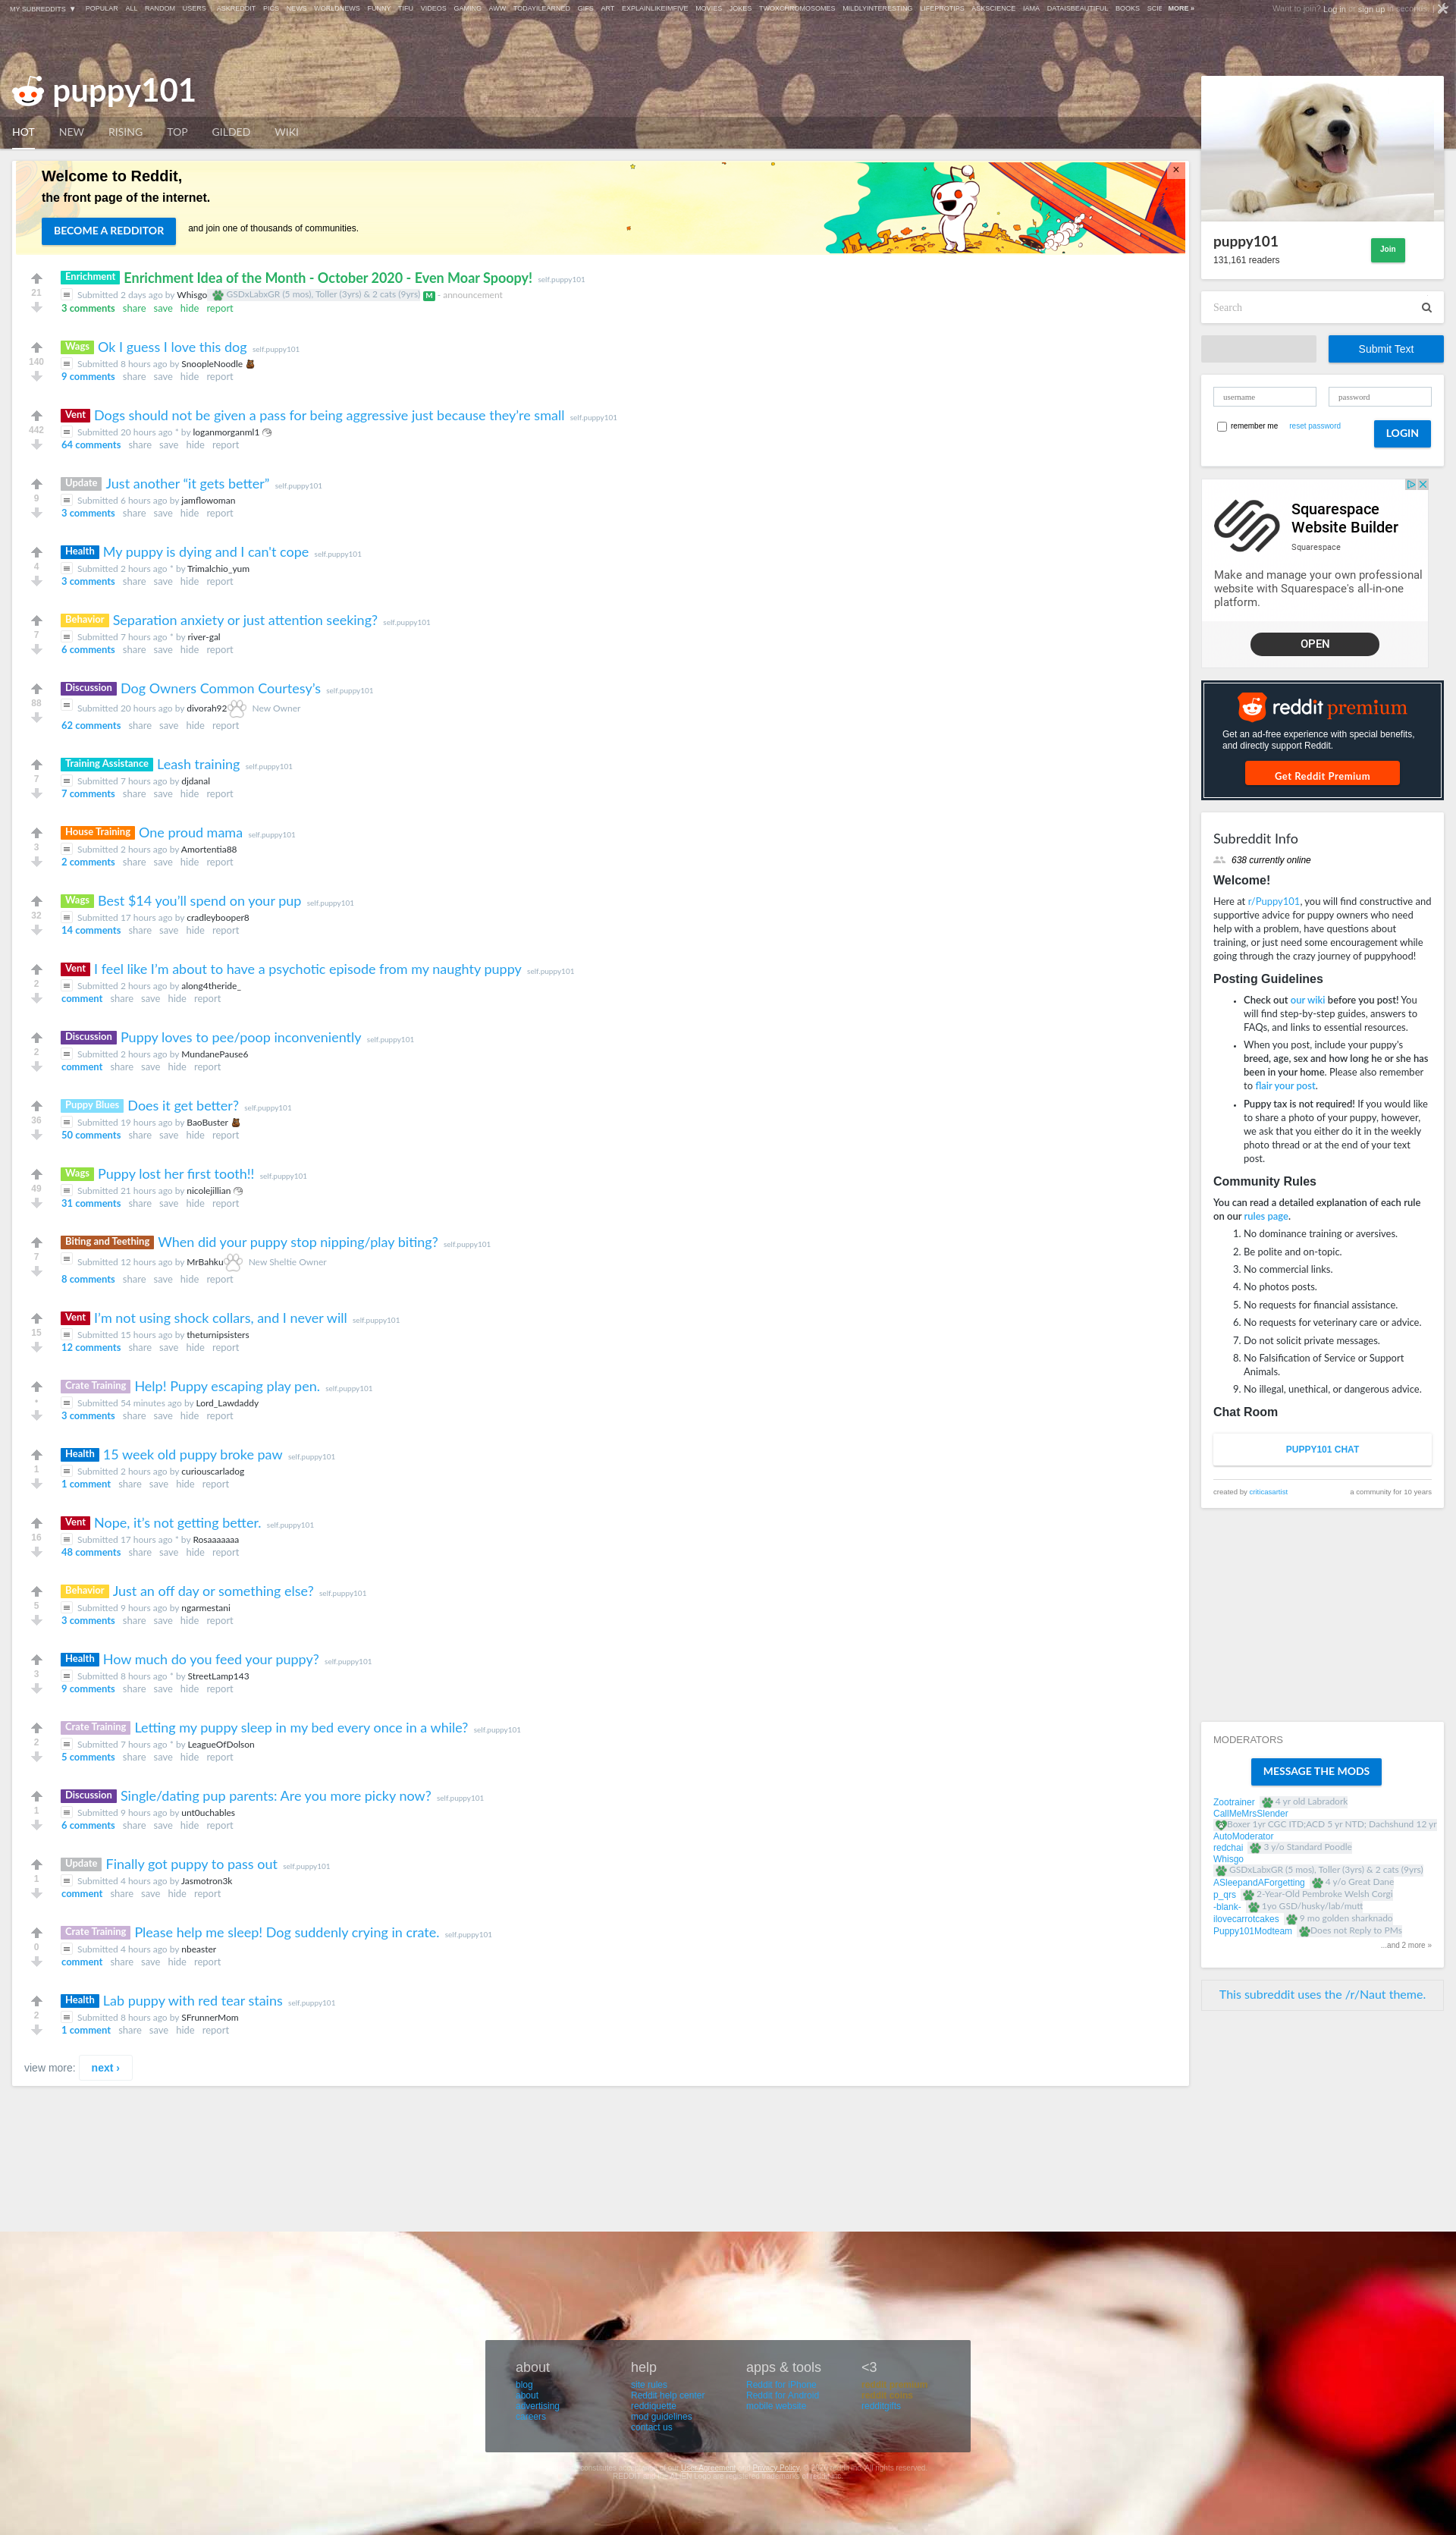 MY SUBREDDITS ▼ POPULAR ALL RANDOM USERS ASKREDDIT PICS NEWS WORLDNEWS FUNNY TIFU VIDEOS GAMING AWW TODAYILEARNED GIFS ART EXPLAINLIKEIMFIVE MOVIES JOKES TWOXCHROMOSOMES MILDLYINTERESTING LIFEPROTIPS ASKSCIENCE IAMA DATAISBEAUTIFUL BOOKS SCIE MORE »
Want to join? Log in or sign up in seconds.
puppy101
HOT NEW RISING TOP GILDED WIKI
Welcome to Reddit,
the front page of the internet.
BECOME A REDDITOR and join one of thousands of communities.
×
21
Enrichment Enrichment Idea of the Month - October 2020 - Even Moar Spoopy! self.puppy101
Submitted 2 days ago by Whisgo GSDxLabxGR (5 mos), Toller (3yrs) & 2 cats (9yrs) M - announcement
3 comments share save hide report
140
Wags Ok I guess I love this dog self.puppy101
Submitted 8 hours ago by SnoopleNoodle
9 comments share save hide report
442
Vent Dogs should not be given a pass for being aggressive just because they're small self.puppy101
Submitted 20 hours ago * by loganmorganml1
64 comments share save hide report
9
Update Just another “it gets better” self.puppy101
Submitted 6 hours ago by jamflowoman
3 comments share save hide report
4
Health My puppy is dying and I can't cope self.puppy101
Submitted 2 hours ago * by Trimalchio_yum
3 comments share save hide report
7
Behavior Separation anxiety or just attention seeking? self.puppy101
Submitted 7 hours ago * by river-gal
6 comments share save hide report
88
Discussion Dog Owners Common Courtesy's self.puppy101
Submitted 20 hours ago by divorah92 New Owner
62 comments share save hide report
7
Training Assistance Leash training self.puppy101
Submitted 7 hours ago by djdanal
7 comments share save hide report
3
House Training One proud mama self.puppy101
Submitted 2 hours ago by Amortentia88
2 comments share save hide report
32
Wags Best $14 you'll spend on your pup self.puppy101
Submitted 17 hours ago by cradleybooper8
14 comments share save hide report
2
Vent I feel like I'm about to have a psychotic episode from my naughty puppy self.puppy101
Submitted 2 hours ago by along4theride_
comment share save hide report
2
Discussion Puppy loves to pee/poop inconveniently self.puppy101
Submitted 2 hours ago by MundanePause6
comment share save hide report
36
Puppy Blues Does it get better? self.puppy101
Submitted 19 hours ago by BaoBuster
50 comments share save hide report
49
Wags Puppy lost her first tooth!! self.puppy101
Submitted 21 hours ago by nicolejillian
31 comments share save hide report
7
Biting and Teething When did your puppy stop nipping/play biting? self.puppy101
Submitted 12 hours ago by MrBahku New Sheltie Owner
8 comments share save hide report
15
Vent I'm not using shock collars, and I never will self.puppy101
Submitted 15 hours ago by theturnipsisters
12 comments share save hide report
•
Crate Training Help! Puppy escaping play pen. self.puppy101
Submitted 54 minutes ago by Lord_Lawdaddy
3 comments share save hide report
1
Health 15 week old puppy broke paw self.puppy101
Submitted 2 hours ago by curiouscarladog
1 comment share save hide report
16
Vent Nope, it's not getting better. self.puppy101
Submitted 17 hours ago * by Rosaaaaaaa
48 comments share save hide report
5
Behavior Just an off day or something else? self.puppy101
Submitted 9 hours ago by ngarmestani
3 comments share save hide report
3
Health How much do you feed your puppy? self.puppy101
Submitted 8 hours ago * by StreetLamp143
9 comments share save hide report
2
Crate Training Letting my puppy sleep in my bed every once in a while? self.puppy101
Submitted 7 hours ago * by LeagueOfDolson
5 comments share save hide report
1
Discussion Single/dating pup parents: Are you more picky now? self.puppy101
Submitted 9 hours ago by unt0uchables
6 comments share save hide report
1
Update Finally got puppy to pass out self.puppy101
Submitted 4 hours ago by Jasmotron3k
comment share save hide report
0
Crate Training Please help me sleep! Dog suddenly crying in crate. self.puppy101
Submitted 4 hours ago by nbeaster
comment share save hide report
2
Health Lab puppy with red tear stains self.puppy101
Submitted 8 hours ago by SFrunnerMom
1 comment share save hide report
view more: next ›
puppy101
131,161 readers
Join
Search
Submit Text
username password
remember me reset password LOGIN
Squarespace
Website Builder
Squarespace
Make and manage your own professional
website with Squarespace's all-in-one
platform.
OPEN
reddit premium
Get an ad-free experience with special benefits,
and directly support Reddit.
Get Reddit Premium
Subreddit Info
638 currently online
Welcome!
Here at r/Puppy101, you will find constructive and
supportive advice for puppy owners who need
help with a problem, have questions about
training, or just need some encouragement while
going through the crazy journey of puppyhood!
Posting Guidelines
• Check out our wiki before you post! You
will find step-by-step guides, answers to
FAQs, and links to essential resources.
• When you post, include your puppy's
breed, age, sex and how long he or she has
been in your home. Please also remember
to flair your post.
• Puppy tax is not required! If you would like
to share a photo of your puppy, however,
we ask that you either do it in the weekly
photo thread or at the end of your text
post.
Community Rules
You can read a detailed explanation of each rule
on our rules page.
1. No dominance training or aversives.
2. Be polite and on-topic.
3. No commercial links.
4. No photos posts.
5. No requests for financial assistance.
6. No requests for veterinary care or advice.
7. Do not solicit private messages.
8. No Falsification of Service or Support
Animals.
9. No illegal, unethical, or dangerous advice.
Chat Room
PUPPY101 CHAT
created by criticasartist a community for 10 years
MODERATORS
MESSAGE THE MODS
Zootrainer 4 yr old Labradork
CallMeMrsSlender
Boxer 1yr CGC ITD;ACD 5 yr NTD; Dachshund 12 yr
AutoModerator
redchai 3 y/o Standard Poodle
Whisgo
GSDxLabxGR (5 mos), Toller (3yrs) & 2 cats (9yrs)
ASleepandAForgetting 4 y/o Great Dane
p_qrs 2-Year-Old Pembroke Welsh Corgi
-blank- 1yo GSD/husky/lab/mutt
ilovecarrotcakes 9 mo golden sharknado
Puppy101Modteam Does not Reply to PMs
...and 2 more »
This subreddit uses the /r/Naut theme.
about
blog
about
advertising
careers
help
site rules
Reddit help center
reddiquette
mod guidelines
contact us
apps & tools
Reddit for iPhone
Reddit for Android
mobile website
<3
reddit premium
redditgifts
User Agreement Privacy Policy All rights reserved.